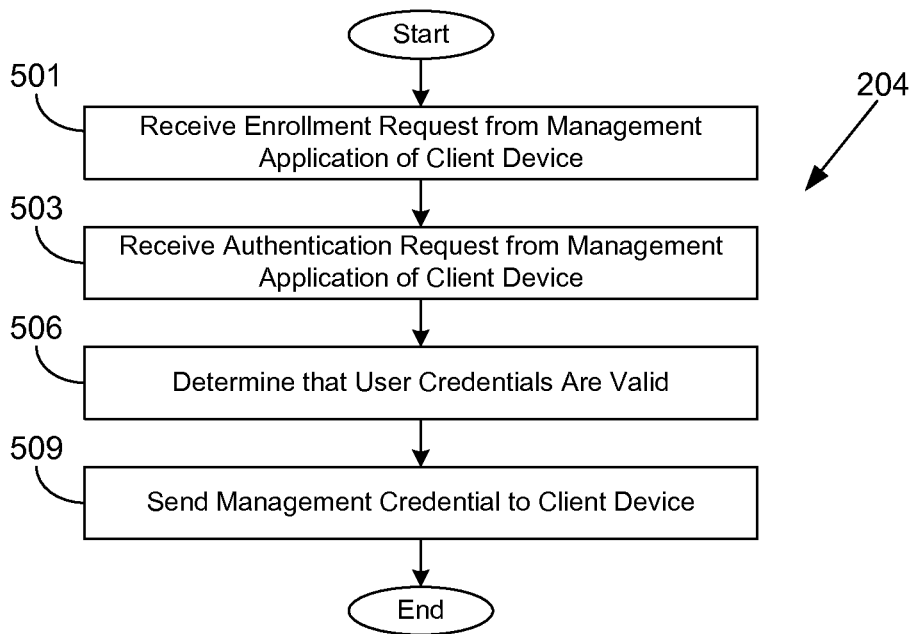 Start
501
204
Receive Enrollment Request from Management
Application of Client Device
503
Receive Authentication Request from Management
Application of Client Device
506
Determine that User Credentials Are Valid
509
Send Management Credential to Client Device
End